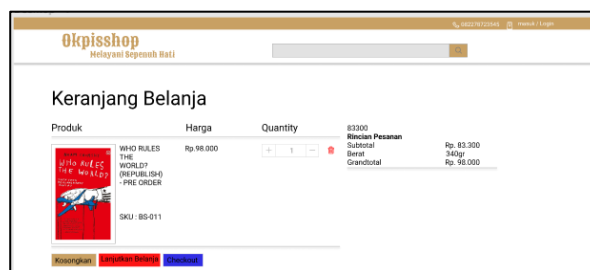 082276723545 masuk / Login
Okpisshop
Melayani Sepenuh Hati
Keranjang Belanja
Produk Harga Quantity
83300
Rincian Pesanan
Subtotal Rp. 83.300
Berat 340gr
Grandtotal Rp. 98.000
WHO RULES
THE
WORLD?
(REPUBLISH)
- PRE ORDER
Rp.98.000
+ 1 −
SKU : BS-011
WHO RULES
THE WORLD?
Kosongkan Lanjutkan Belanja Checkout